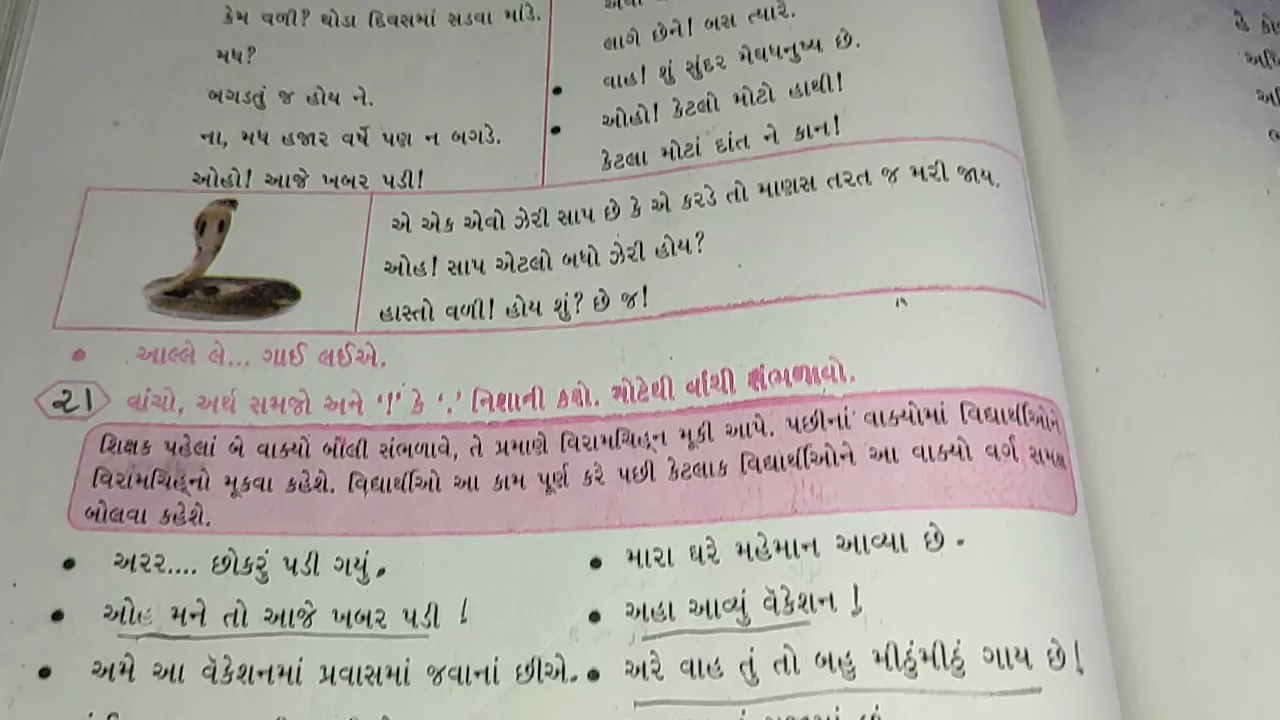 કેમ વળી? થોડા દિવસમાં સડવા માંડે.
મધ?
બગડતું જ હોય ને.
ના, મધ હજાર વર્ષે પણ ન બગડે.
ઓહો! આજે ખબર પડી!
લાગે છેને! બસ ત્યારે.
વાહ! શું સુંદર મેઘધનુષ્ય છે.
• ઓહો! કેટલો મોટો હાથી!
• કેટલા મોટાં દાંત ને કાન!
એ એક એવો ઝેરી સાપ છે કે એ કરડે તો માણસ તરત જ મરી જાય.
ઓહ! સાપ એટલો બધો ઝેરી હોય?
હાસ્તો વળી! હોય શું? છે જ!
• આલ્લે લે... ગાઈ લઈએ.
21 વાંચો, અર્થ સમજો અને ‘!’ કે ‘.’ નિશાની કરો. મોટેથી વાંચી સંભળાવો.
શિક્ષક પહેલાં બે વાક્યો બોલી સંભળાવે, તે પ્રમાણે વિરામચિહ્ન મૂકી આપે. પછીનાં વાક્યોમાં વિદ્યાર્થીઓને
વિરામચિહ્નો મૂકવા કહેશે. વિદ્યાર્થીઓ આ કામ પૂર્ણ કરે પછી કેટલાક વિદ્યાર્થીઓને આ વાક્યો વર્ગ સમક્ષ
બોલવા કહેશે.
• અરર.... છોકરું પડી ગયું.
• મારા ઘરે મહેમાન આવ્યા છે.
• ઓહ મને તો આજે ખબર પડી !
• અહા આવ્યું વૅકેશન !
• અમે આ વૅકેશનમાં પ્રવાસમાં જવાનાં છીએ.
• અરે વાહ તું તો બહુ મીઠુંમીઠું ગાય છે!